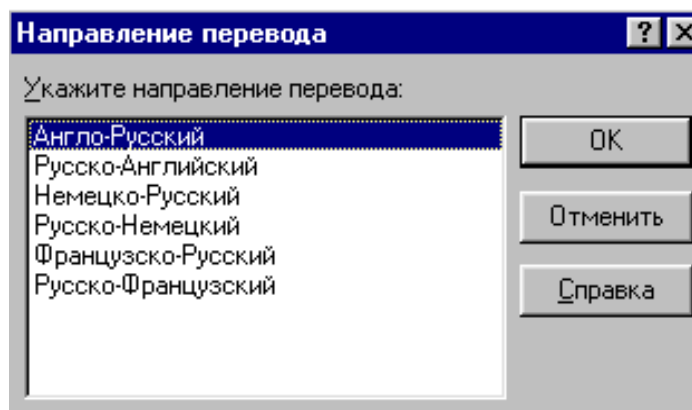 Направление перевода
Укажите направление перевода:
Англо-Русский
Русско-Английский
Немецко-Русский
Русско-Немецкий
Французско-Русский
Русско-Французский
OK
Отменить
Справка